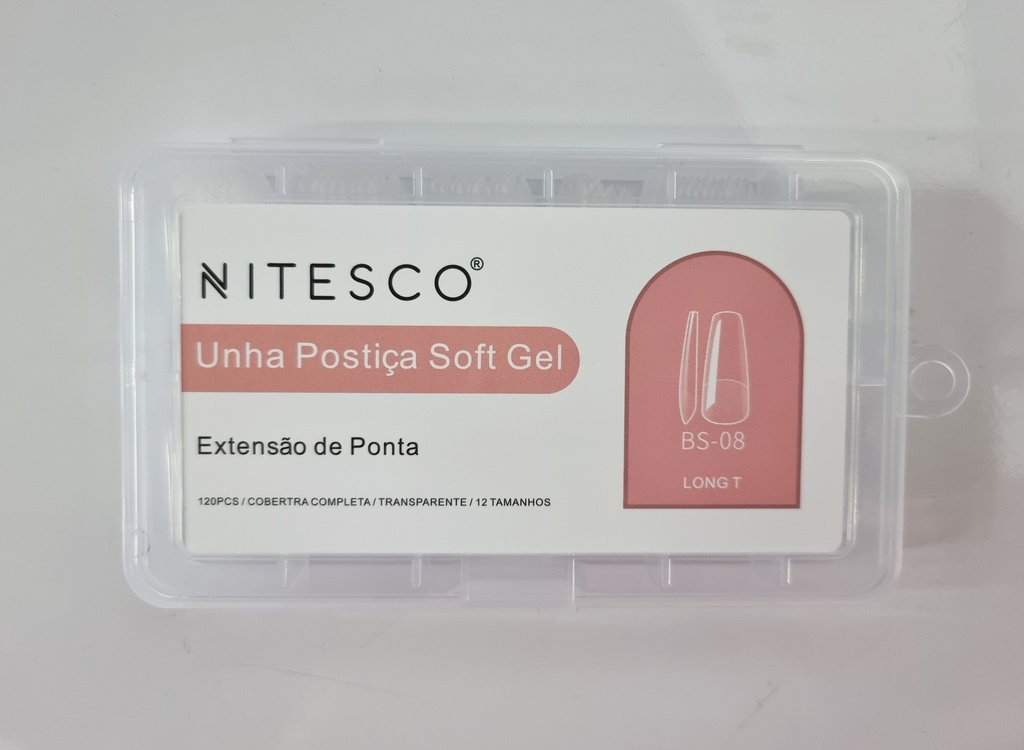 NITESCO®
Unha Postiça Soft Gel
Extensão de Ponta
120PCS / COBERTRA COMPLETA / TRANSPARENTE / 12 TAMANHOS
BS-08
LONG T